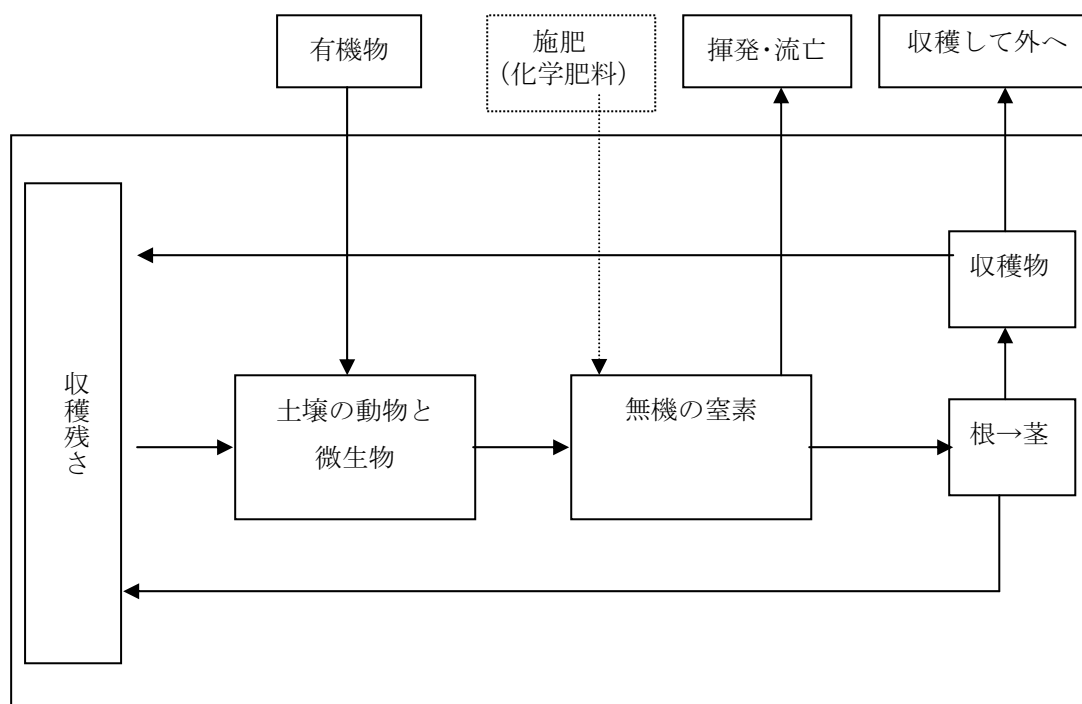 有機物
施肥
（化学肥料）
揮発・流亡
収穫して外へ
収穫物
収穫残さ
土壌の動物と
微生物
無機の窒素
根→茎